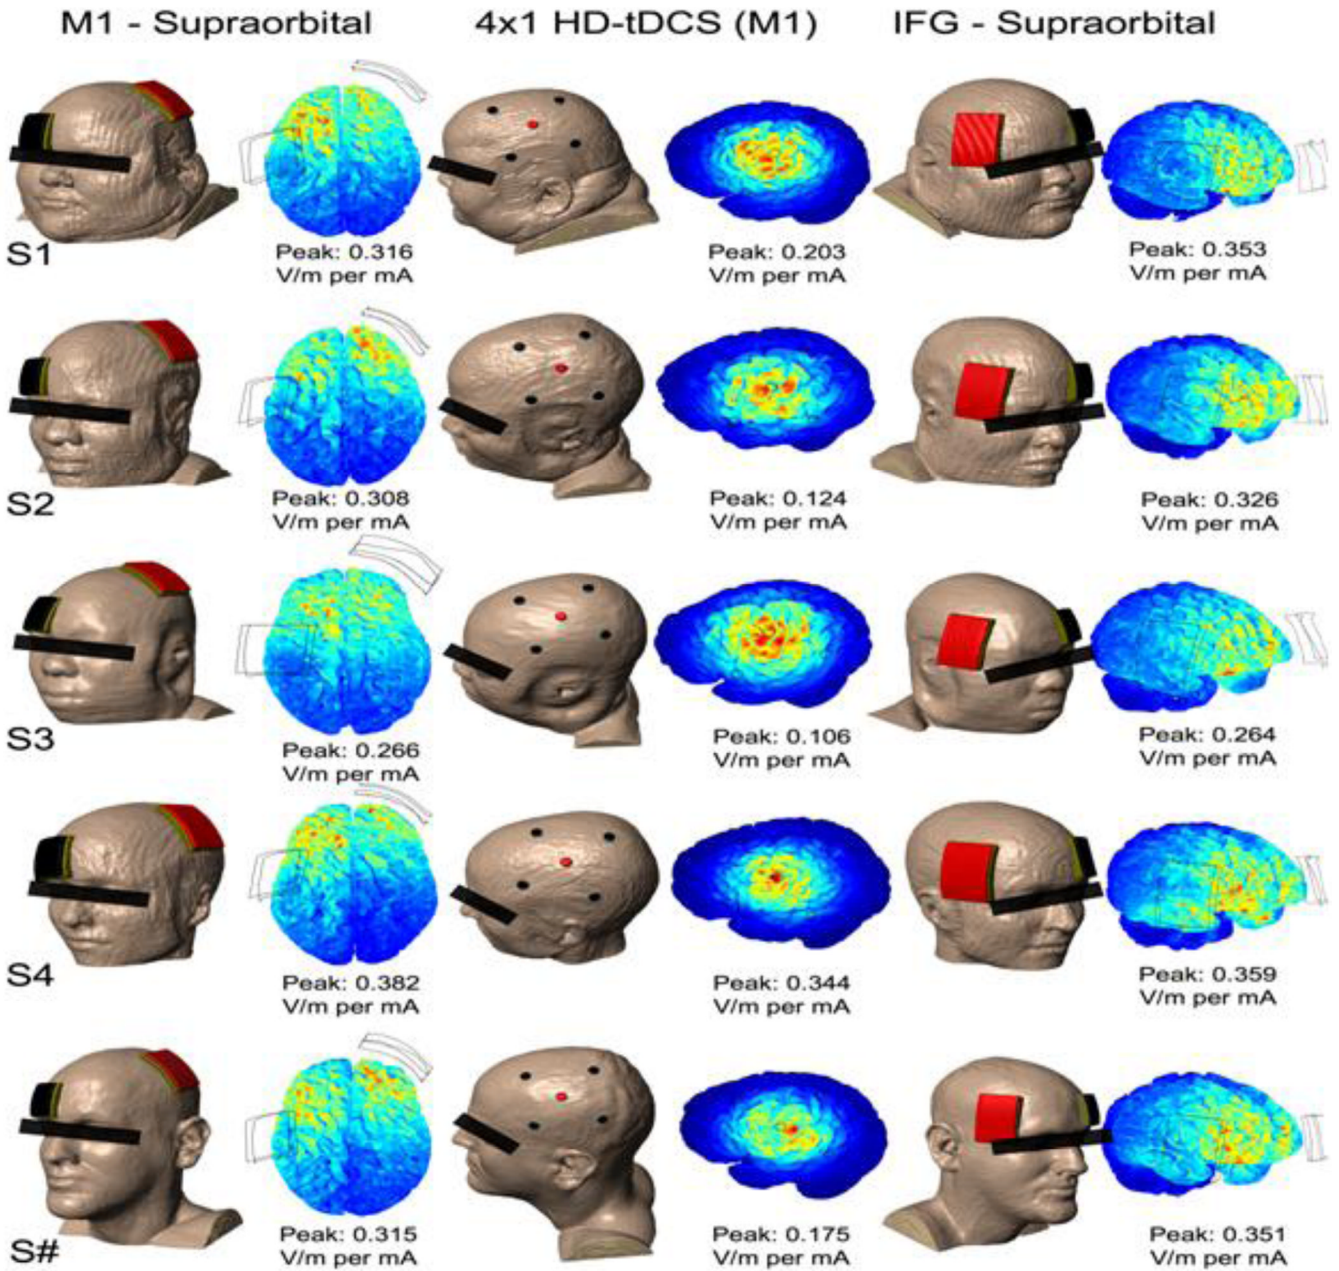 M1 - Supraorbital 4x1 HD-tDCS (M1) IFG - Supraorbital
S1
Peak: 0.316
V/m per mA
Peak: 0.203
V/m per mA
Peak: 0.353
V/m per mA
S2
Peak: 0.308
V/m per mA
Peak: 0.124
V/m per mA
Peak: 0.326
V/m per mA
S3
Peak: 0.266
V/m per mA
Peak: 0.106
V/m per mA
Peak: 0.264
V/m per mA
S4
Peak: 0.382
V/m per mA
Peak: 0.344
V/m per mA
Peak: 0.359
V/m per mA
S#
Peak: 0.315
V/m per mA
Peak: 0.175
V/m per mA
Peak: 0.351
V/m per mA